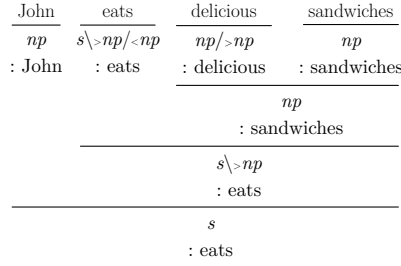 John eats delicious sandwiches
np s\>np/<np np/>np np
: John : eats : delicious : sandwiches
np
: sandwiches
s\>np
: eats
s
: eats